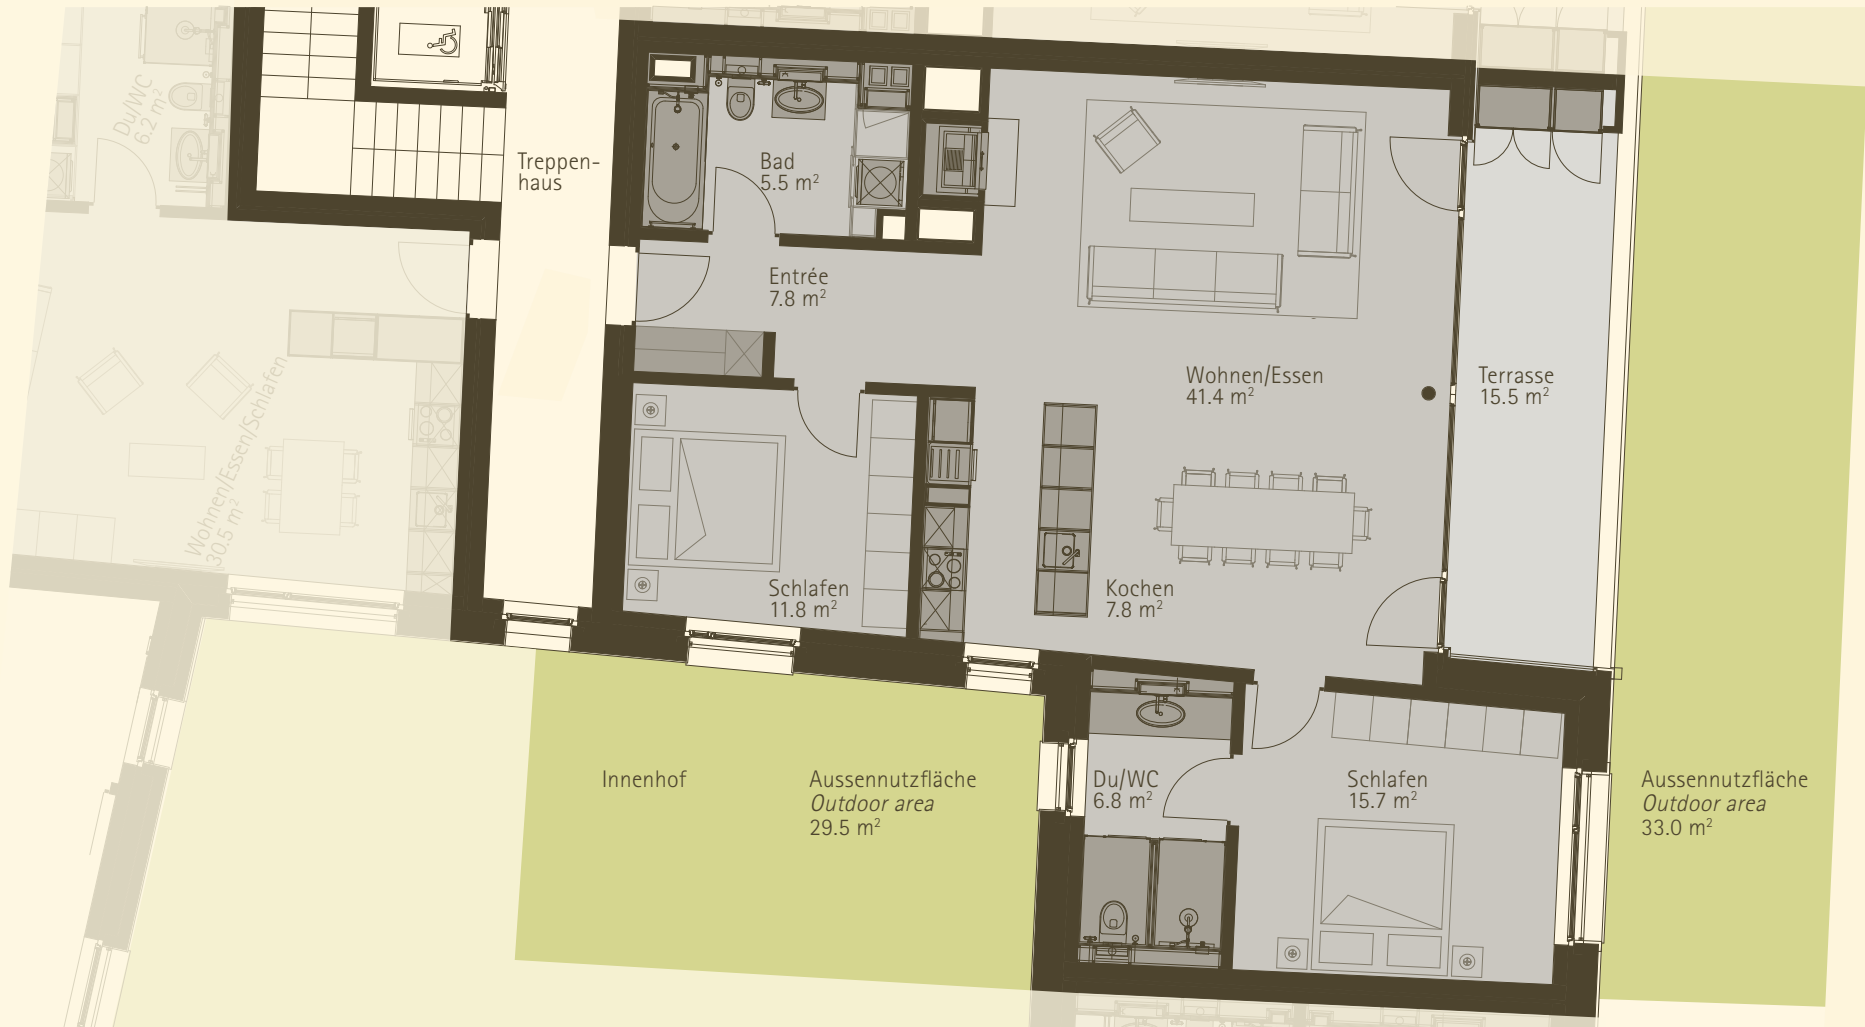 Du/WC
6.2 m²
Treppen-
haus
Bad
5.5 m²
Entrée
7.8 m²
Wohnen/Essen
41.4 m²
Terrasse
15.5 m²
Wohnen/Essen/Schlafen
30.5 m²
Schlafen
11.8 m²
Kochen
7.8 m²
Innenhof
Aussennutzfläche
Outdoor area
29.5 m²
Du/WC
6.8 m²
Schlafen
15.7 m²
Aussennutzfläche
Outdoor area
33.0 m²